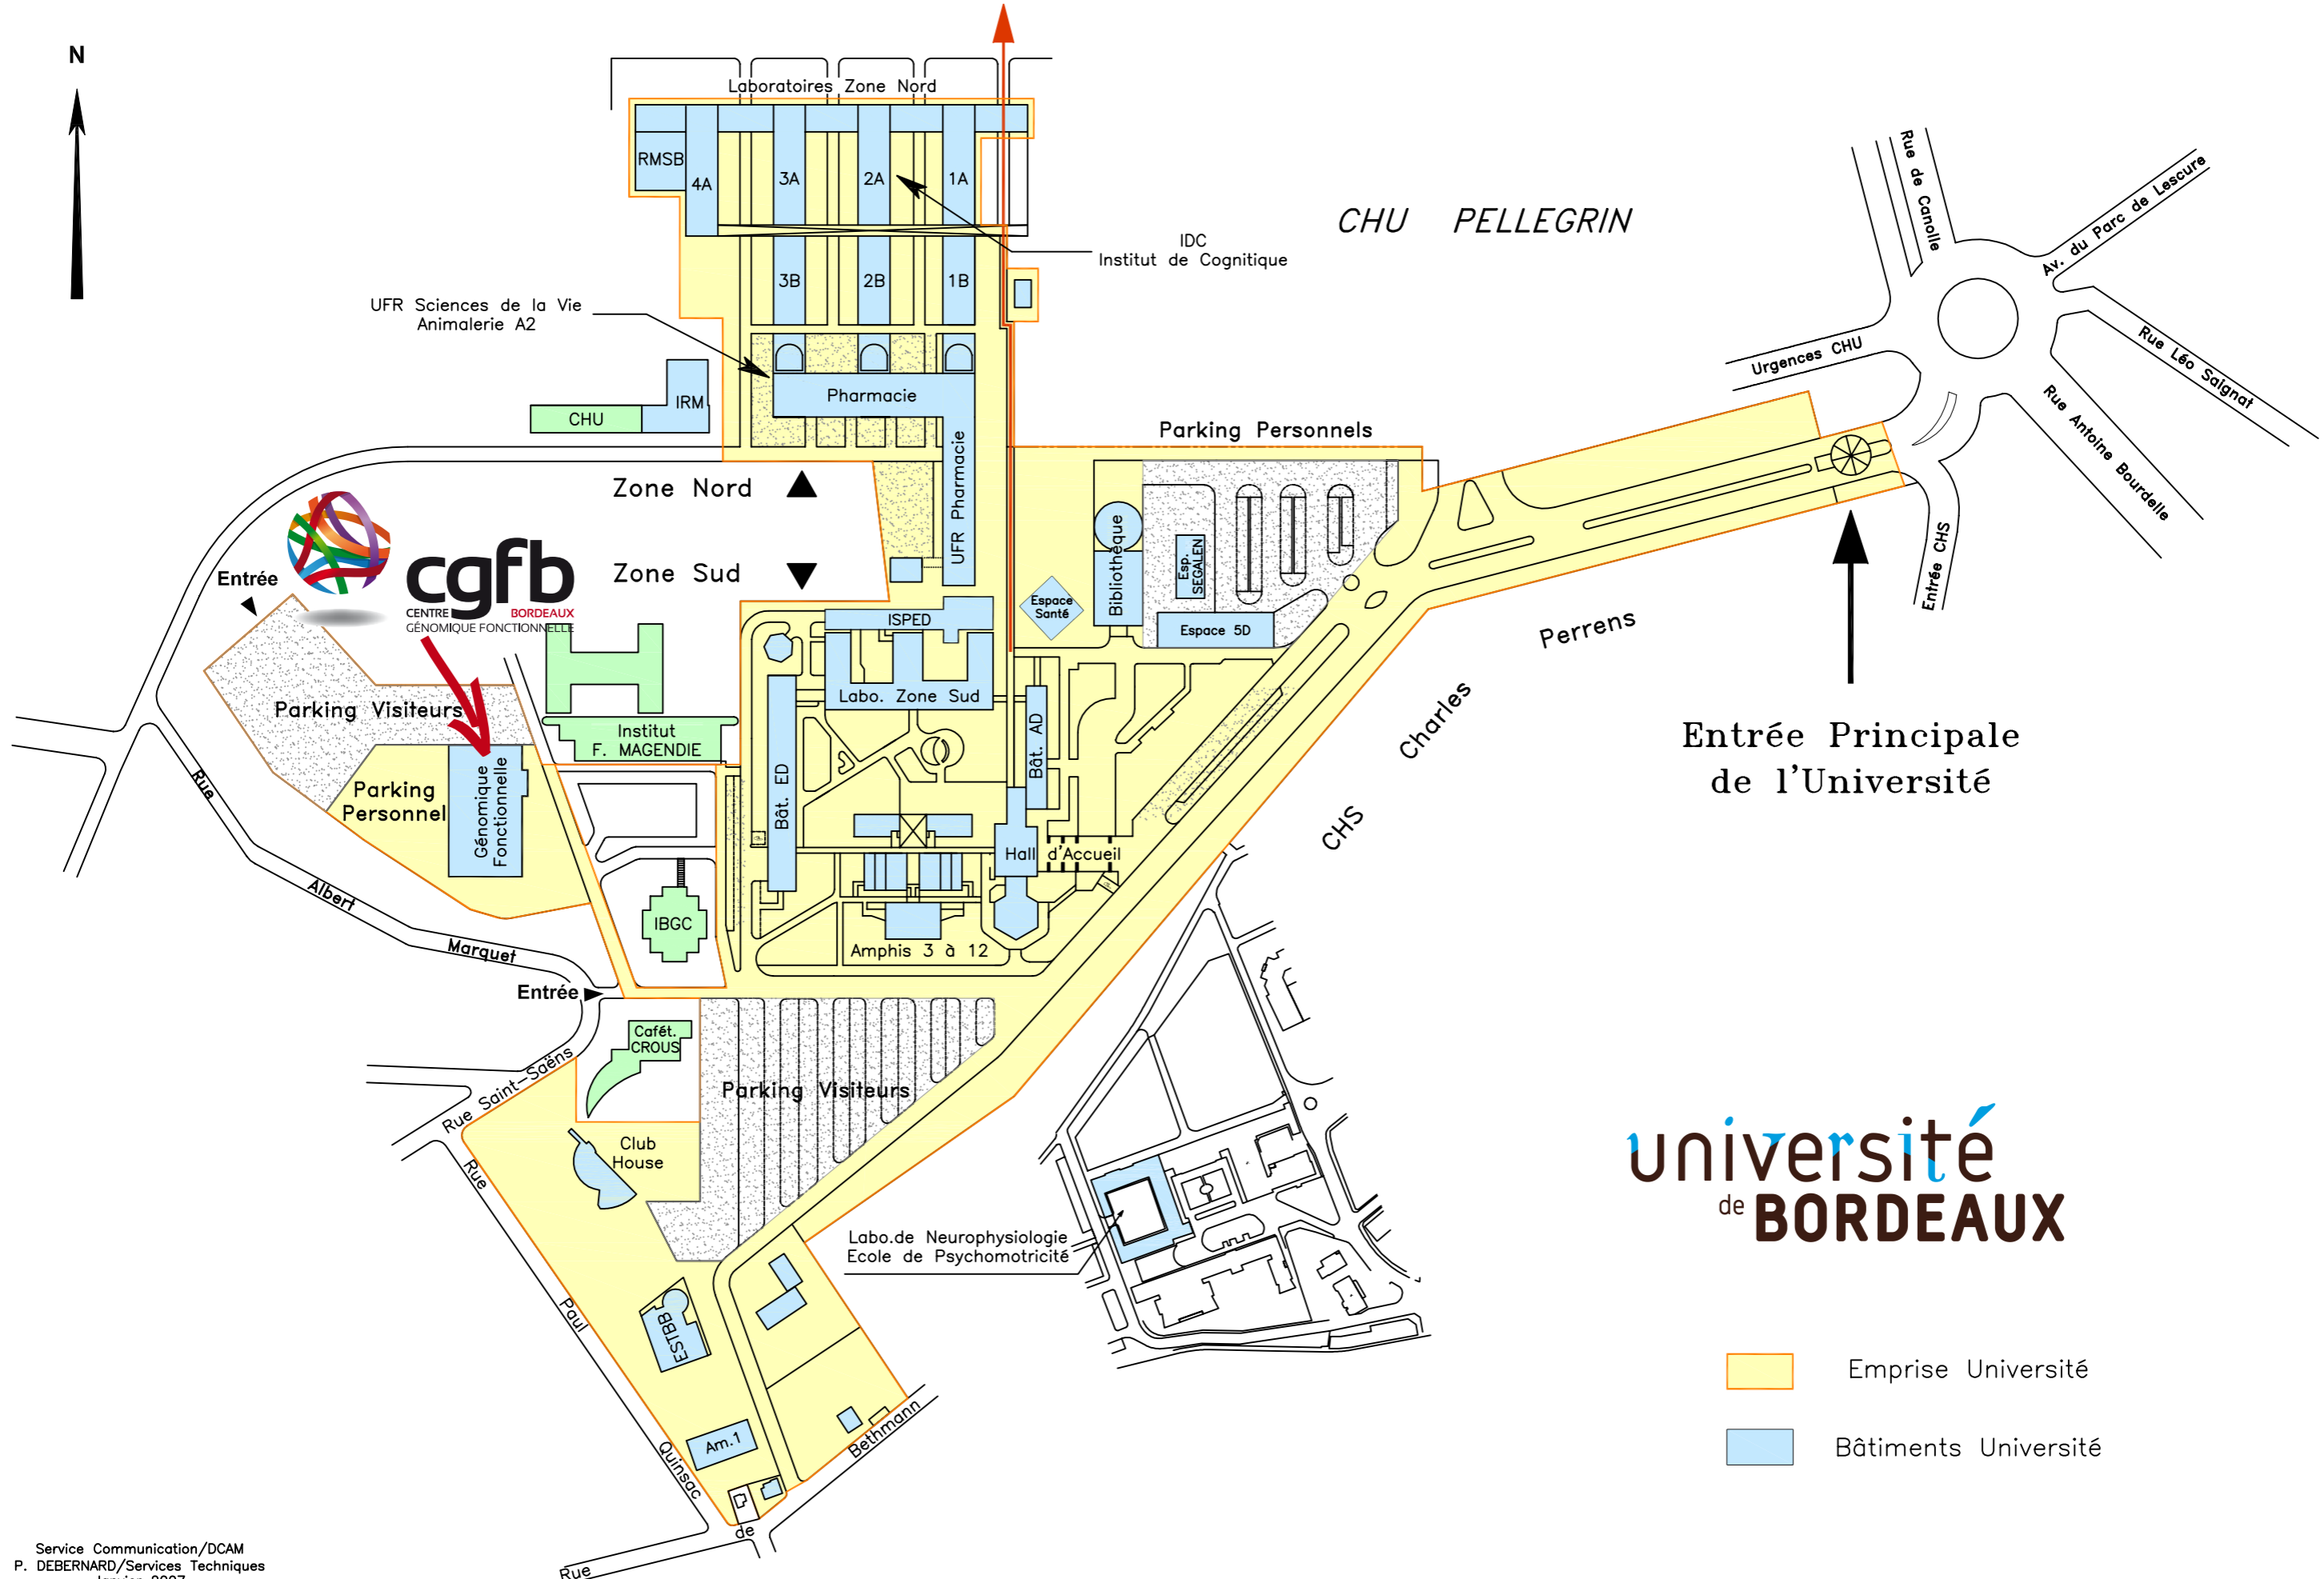 N
Laboratoires Zone Nord
RMSB
4A
3A
2A
1A
CHU PELLEGRIN
IDC
Institut de Cognitique
3B
2B
1B
UFR Sciences de la Vie
Animalerie A2
Rue de Canolle
Av. du Parc de Lescure
Urgences CHU
Rue Léo Saignat
Rue Antoine Bourdelle
Entrée CHS
CHU
IRM
Pharmacie
UFR Pharmacie
Parking Personnels
Zone Nord
Zone Sud
Bibliothèque
Esp.
SEGALEN
Espace
Santé
Espace 5D
Entrée
cgfb
CENTRE BORDEAUX
GÉNOMIQUE FONCTIONNELLE
ISPED
Labo. Zone Sud
Parking Visiteurs
Institut
F. MAGENDIE
Bât. ED
Bât. AD
Parking
Personnel
Génomique
Fonctionnelle
Hall d'Accueil
IBGC
Amphis 3 à 12
CHS Charles Perrens
Entrée Principale
de l'Université
Rue Albert Marquet
Entrée
Cafét.
CROUS
Rue Saint-Saëns
Parking Visiteurs
Club
House
Labo.de Neurophysiologie
Ecole de Psychomotricité
ESTBB
Am.1
Rue Paul Quinsac
Rue de Bethmann
université
de BORDEAUX
Emprise Université
Bâtiments Université
Service Communication/DCAM
P. DEBERNARD/Services Techniques